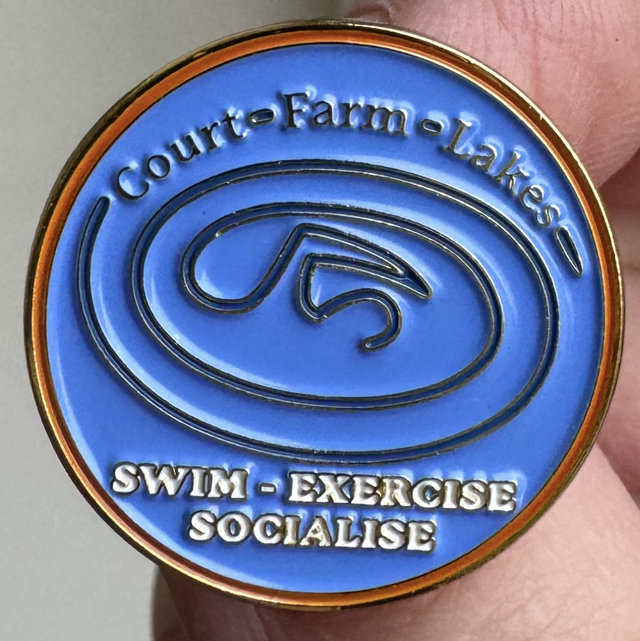 Court-Farm-Lakes
SWIM - EXERCISE
SOCIALISE